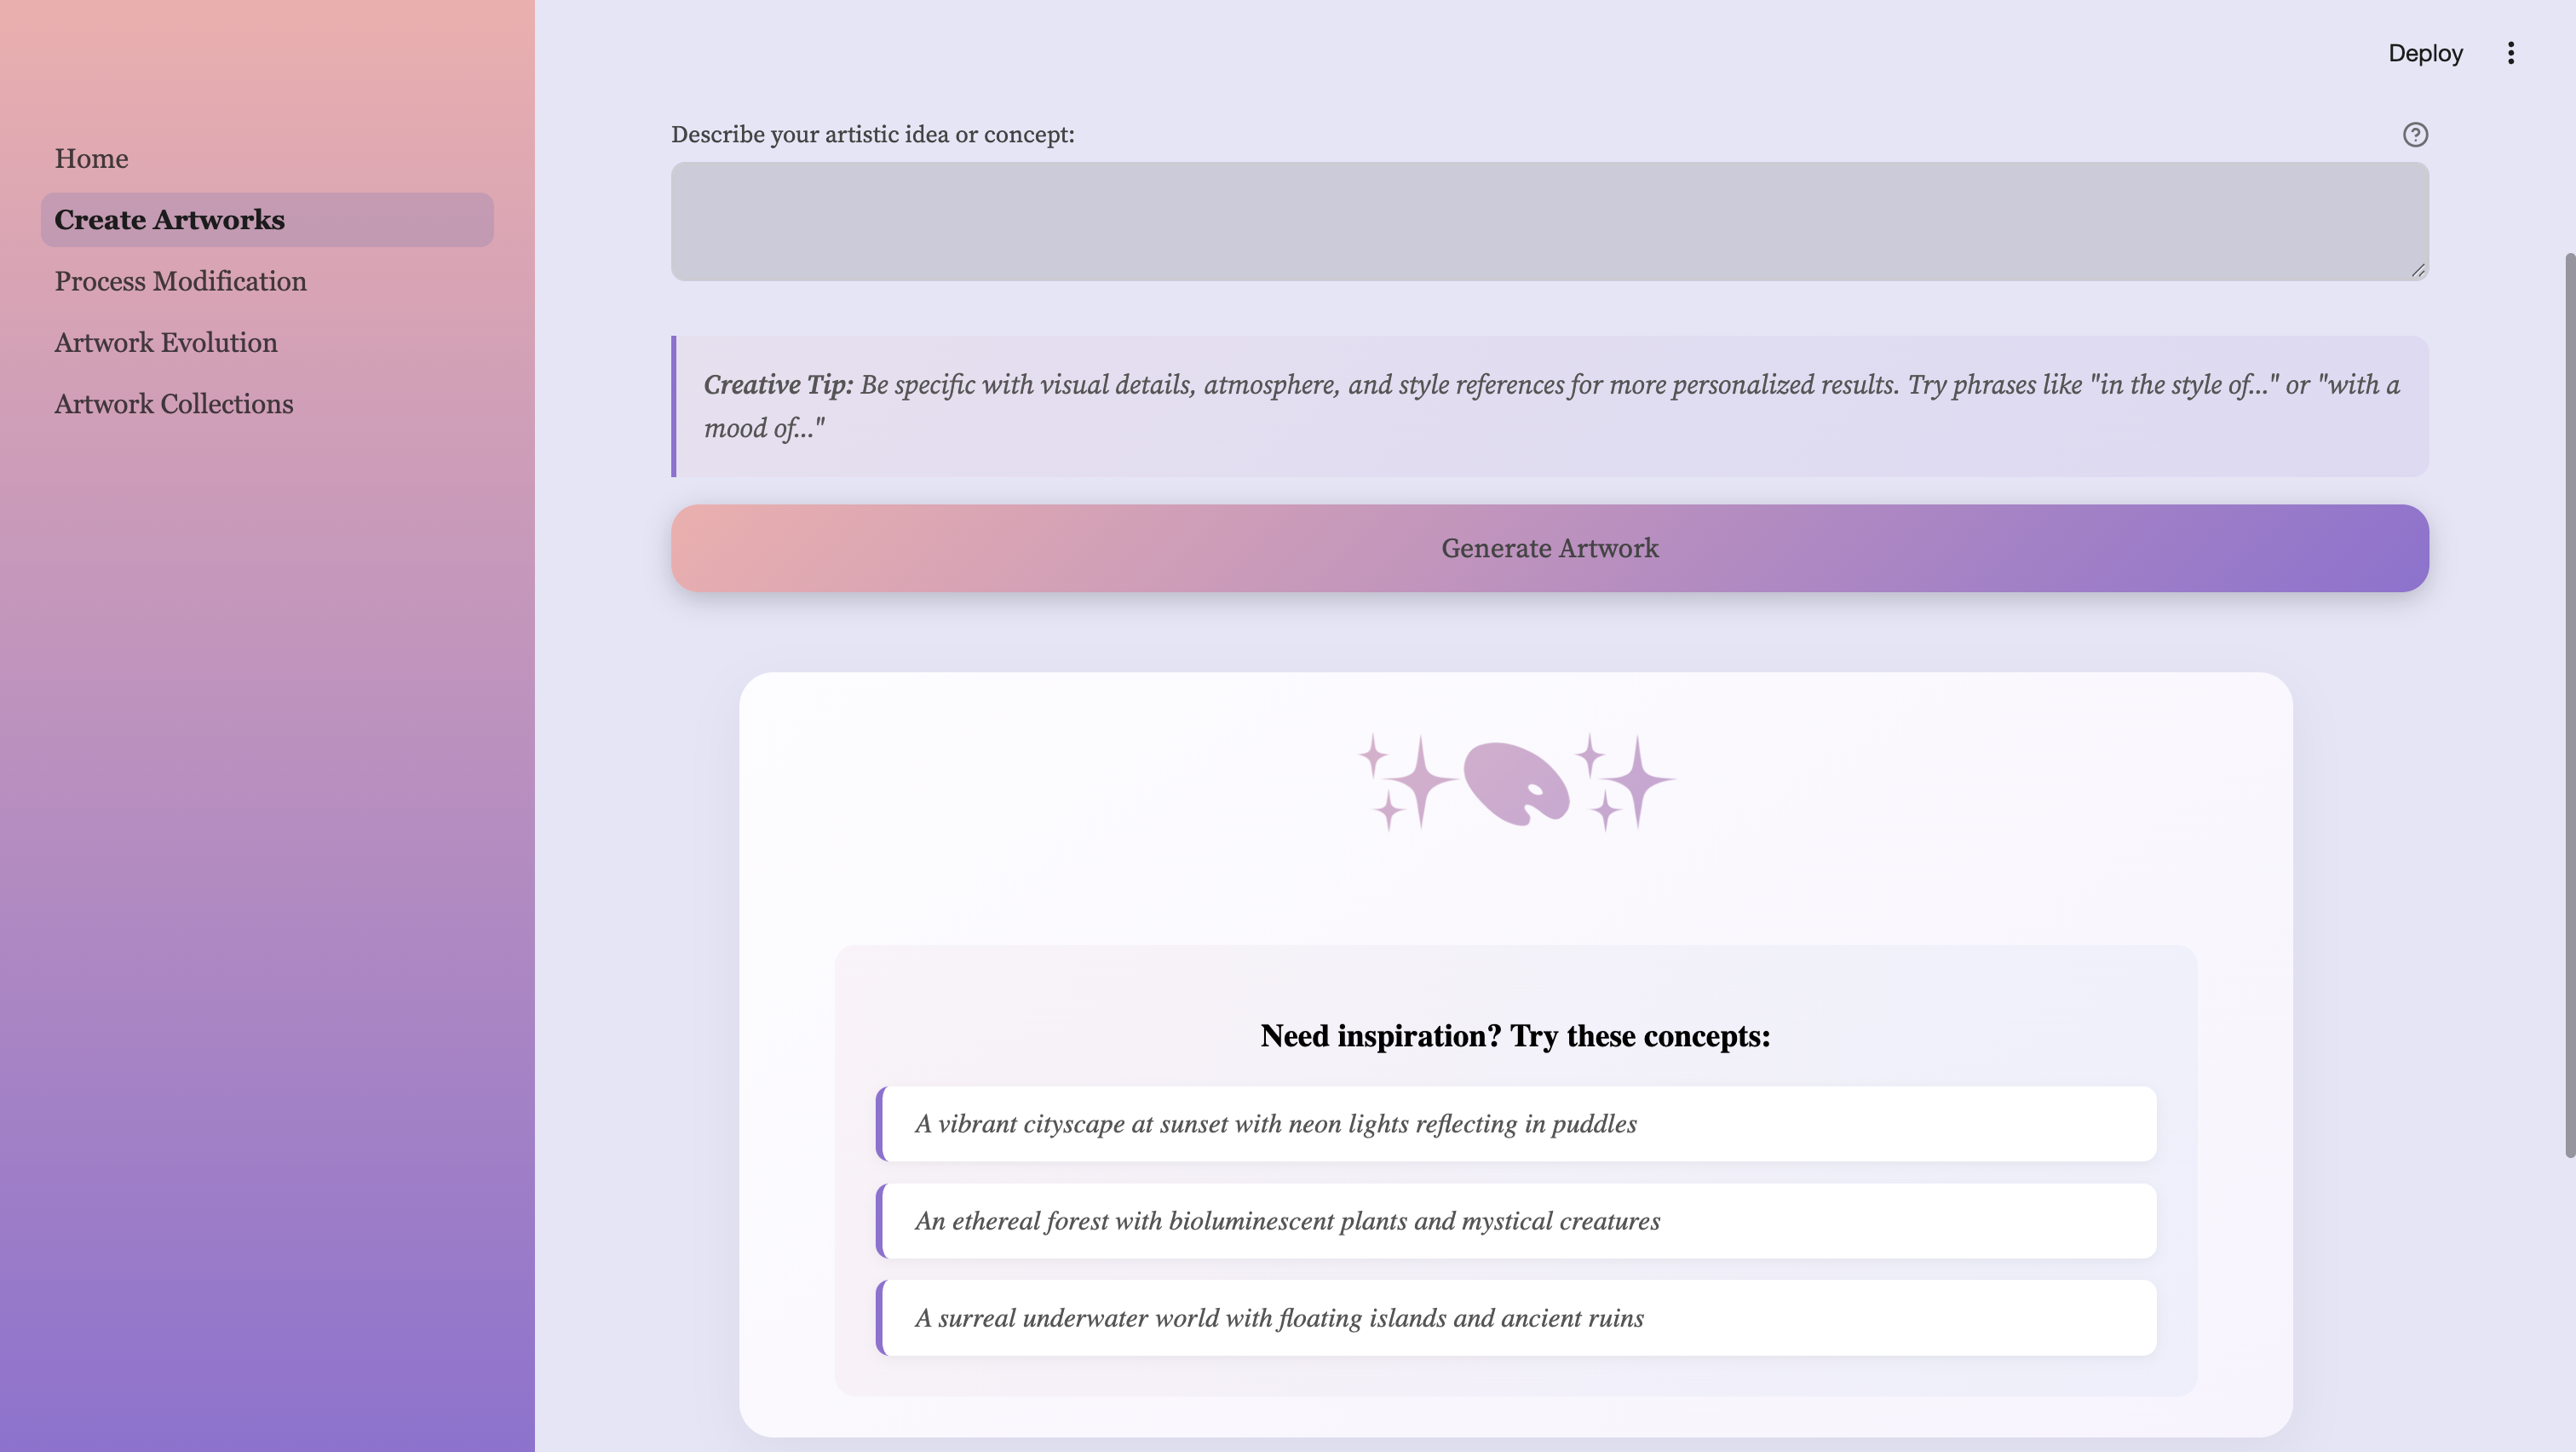 Deploy
Home
Create Artworks
Process Modification
Artwork Evolution
Artwork Collections
Describe your artistic idea or concept:
Creative Tip: Be specific with visual details, atmosphere, and style references for more personalized results. Try phrases like "in the style of..." or "with a
mood of..."
Generate Artwork
Need inspiration? Try these concepts:
A vibrant cityscape at sunset with neon lights reflecting in puddles
An ethereal forest with bioluminescent plants and mystical creatures
A surreal underwater world with floating islands and ancient ruins